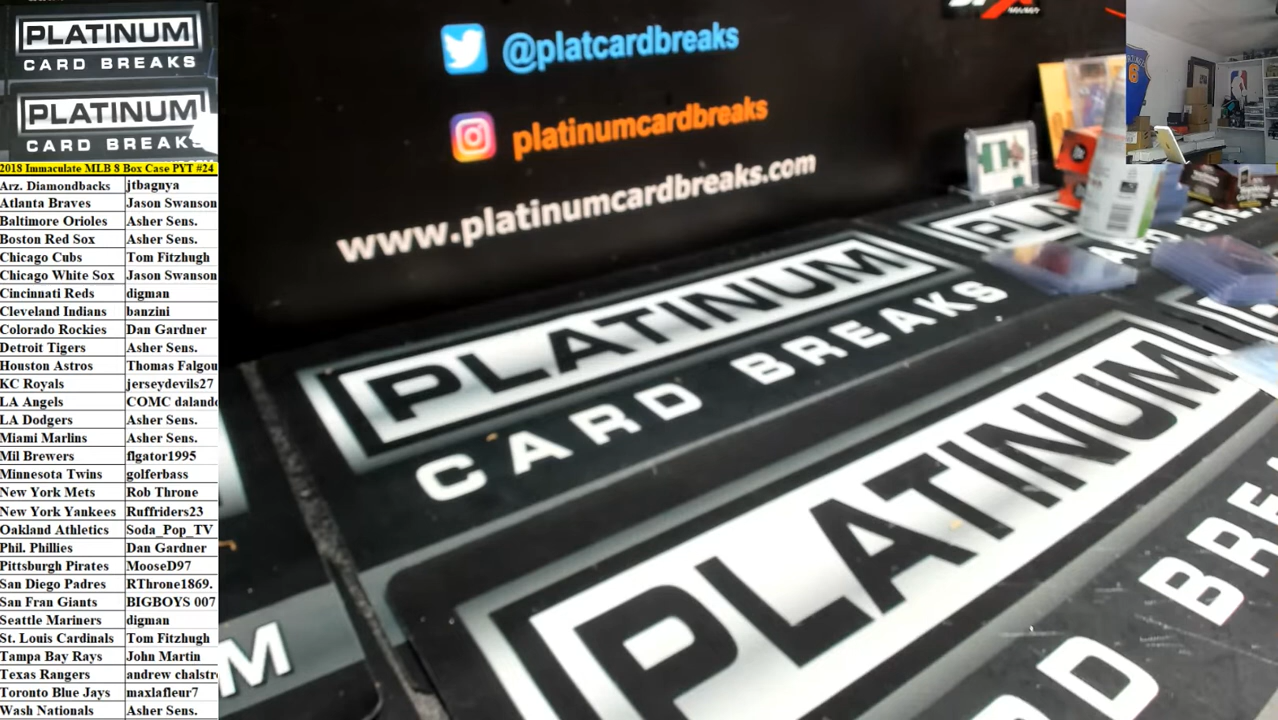 PLATINUM
CARD BREAKS
PLATINUM
CARD BREAKS
2018 Immaculate MLB 8 Box Case PYT #24
Arz. Diamondbacks jtbagnya
Atlanta Braves Jason Swanson
Baltimore Orioles Asher Sens.
Boston Red Sox Asher Sens.
Chicago Cubs Tom Fitzhugh
Chicago White Sox Jason Swanson
Cincinnati Reds digman
Cleveland Indians banzini
Colorado Rockies Dan Gardner
Detroit Tigers Asher Sens.
Houston Astros Thomas Falgou
KC Royals jerseydevils27
LA Angels COMC daland
LA Dodgers Asher Sens.
Miami Marlins Asher Sens.
Mil Brewers flgator1995
Minnesota Twins golferbass
New York Mets Rob Throne
New York Yankees Ruffriders23
Oakland Athletics Soda_Pop_TV
Phil. Phillies Dan Gardner
Pittsburgh Pirates MooseD97
San Diego Padres RThrone1869.
San Fran Giants BIGBOYS 007
Seattle Mariners digman
St. Louis Cardinals Tom Fitzhugh
Tampa Bay Rays John Martin
Texas Rangers andrew chalstr
Toronto Blue Jays maxlafleur7
Wash Nationals Asher Sens.
@platcardbreaks
platinumcardbreaks
www.platinumcardbreaks.com
PLATINUM
CARD BREAKS
PLATINUM